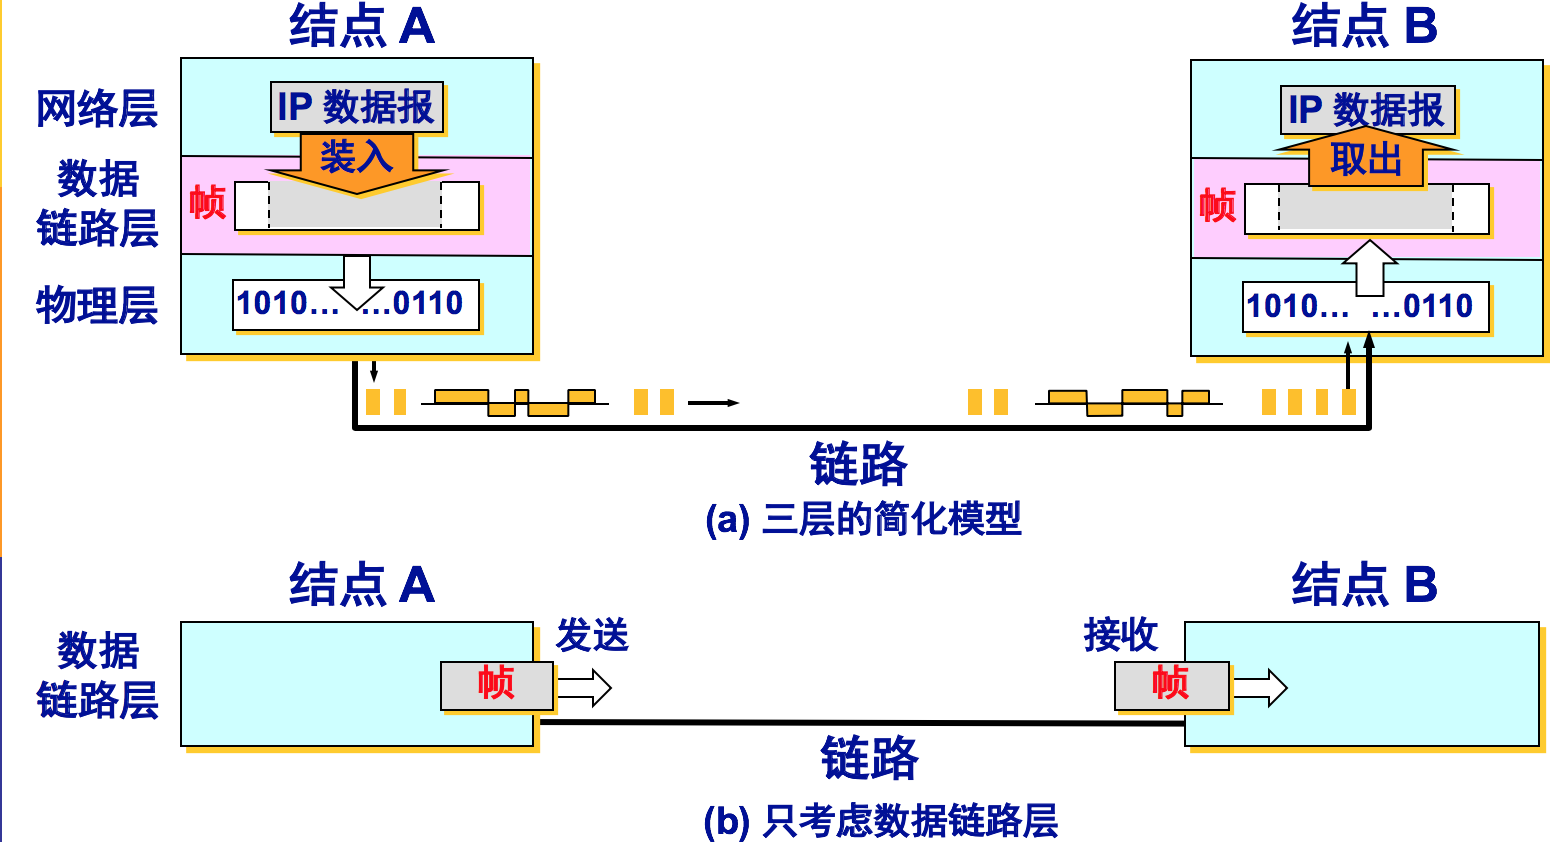 结点 A
结点 B
网络层
IP 数据报
IP 数据报
装入
取出
数据
链路层
帧
帧
物理层
1010... ...0110
1010... ...0110
链路
(a) 三层的简化模型
结点 A
结点 B
数据
链路层
发送
接收
帧
帧
链路
(b) 只考虑数据链路层